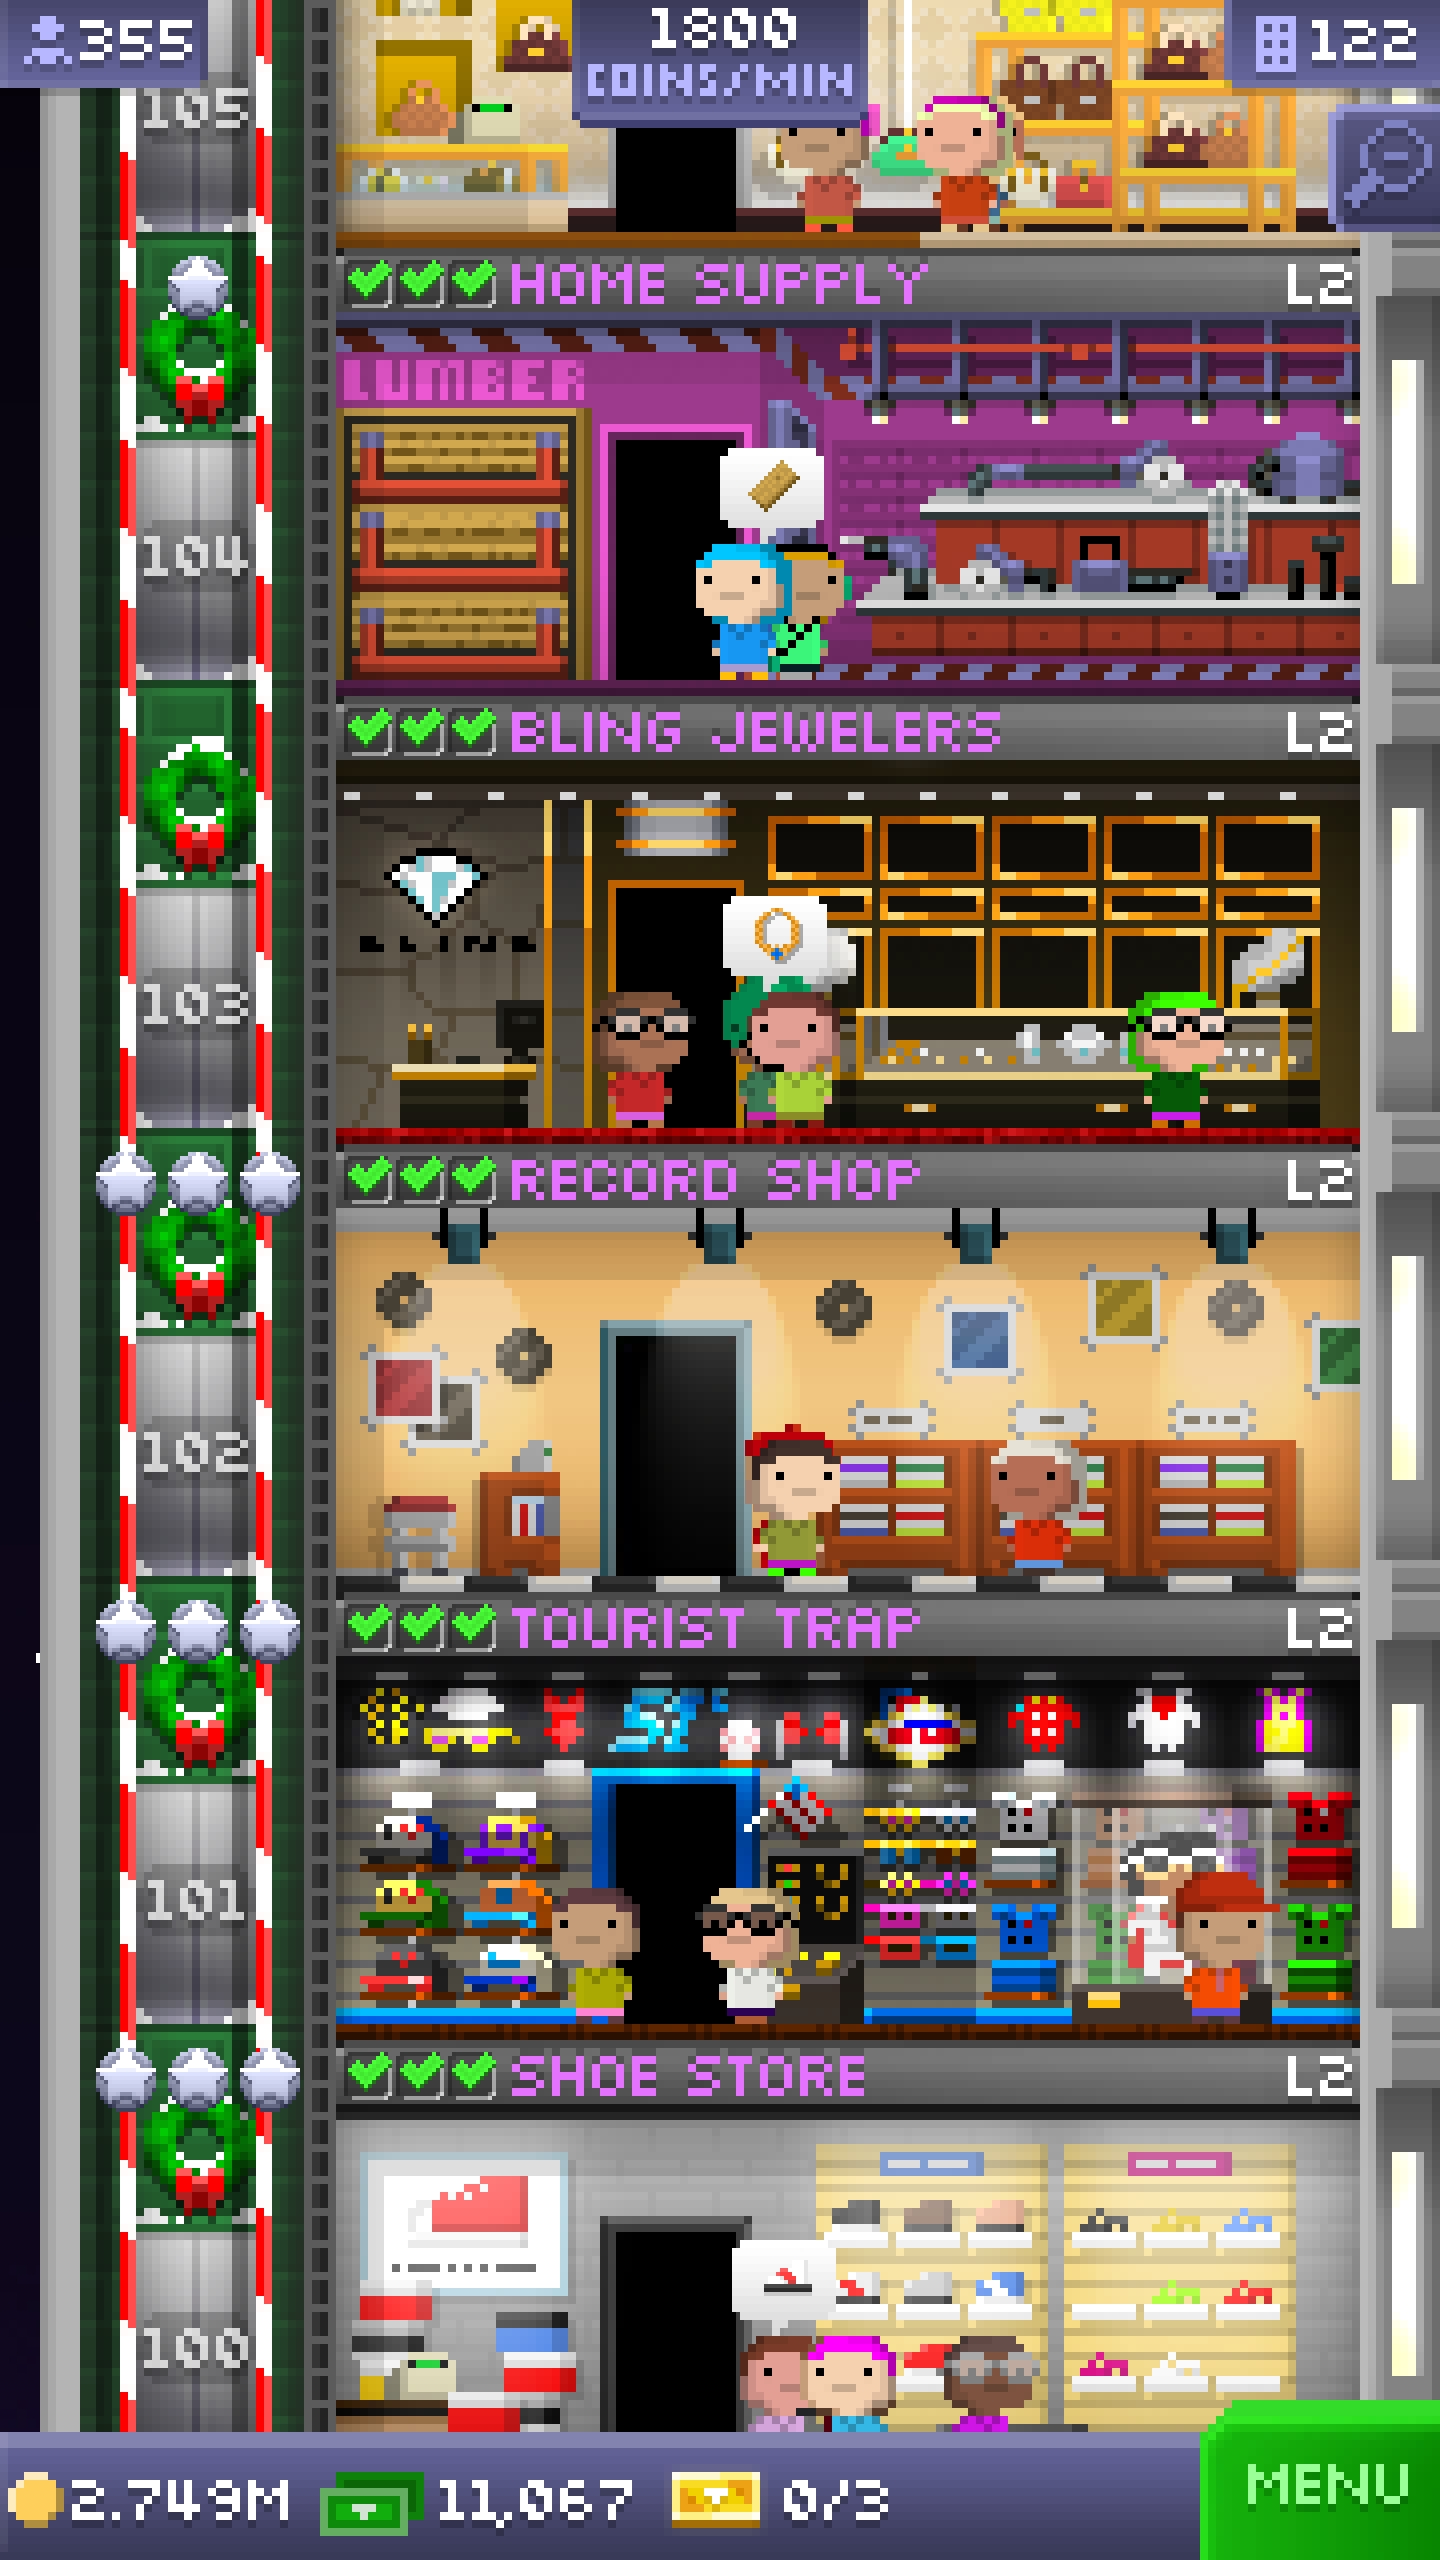 355
1800
COINS/MIN
122
105
HOME SUPPLY L2
LUMBER
104
BLING JEWELERS L2
BLING
103
RECORD SHOP L2
102
TOURIST TRAP L2
101
SHOE STORE L2
100
2.749M 11,067 0/3 MENU